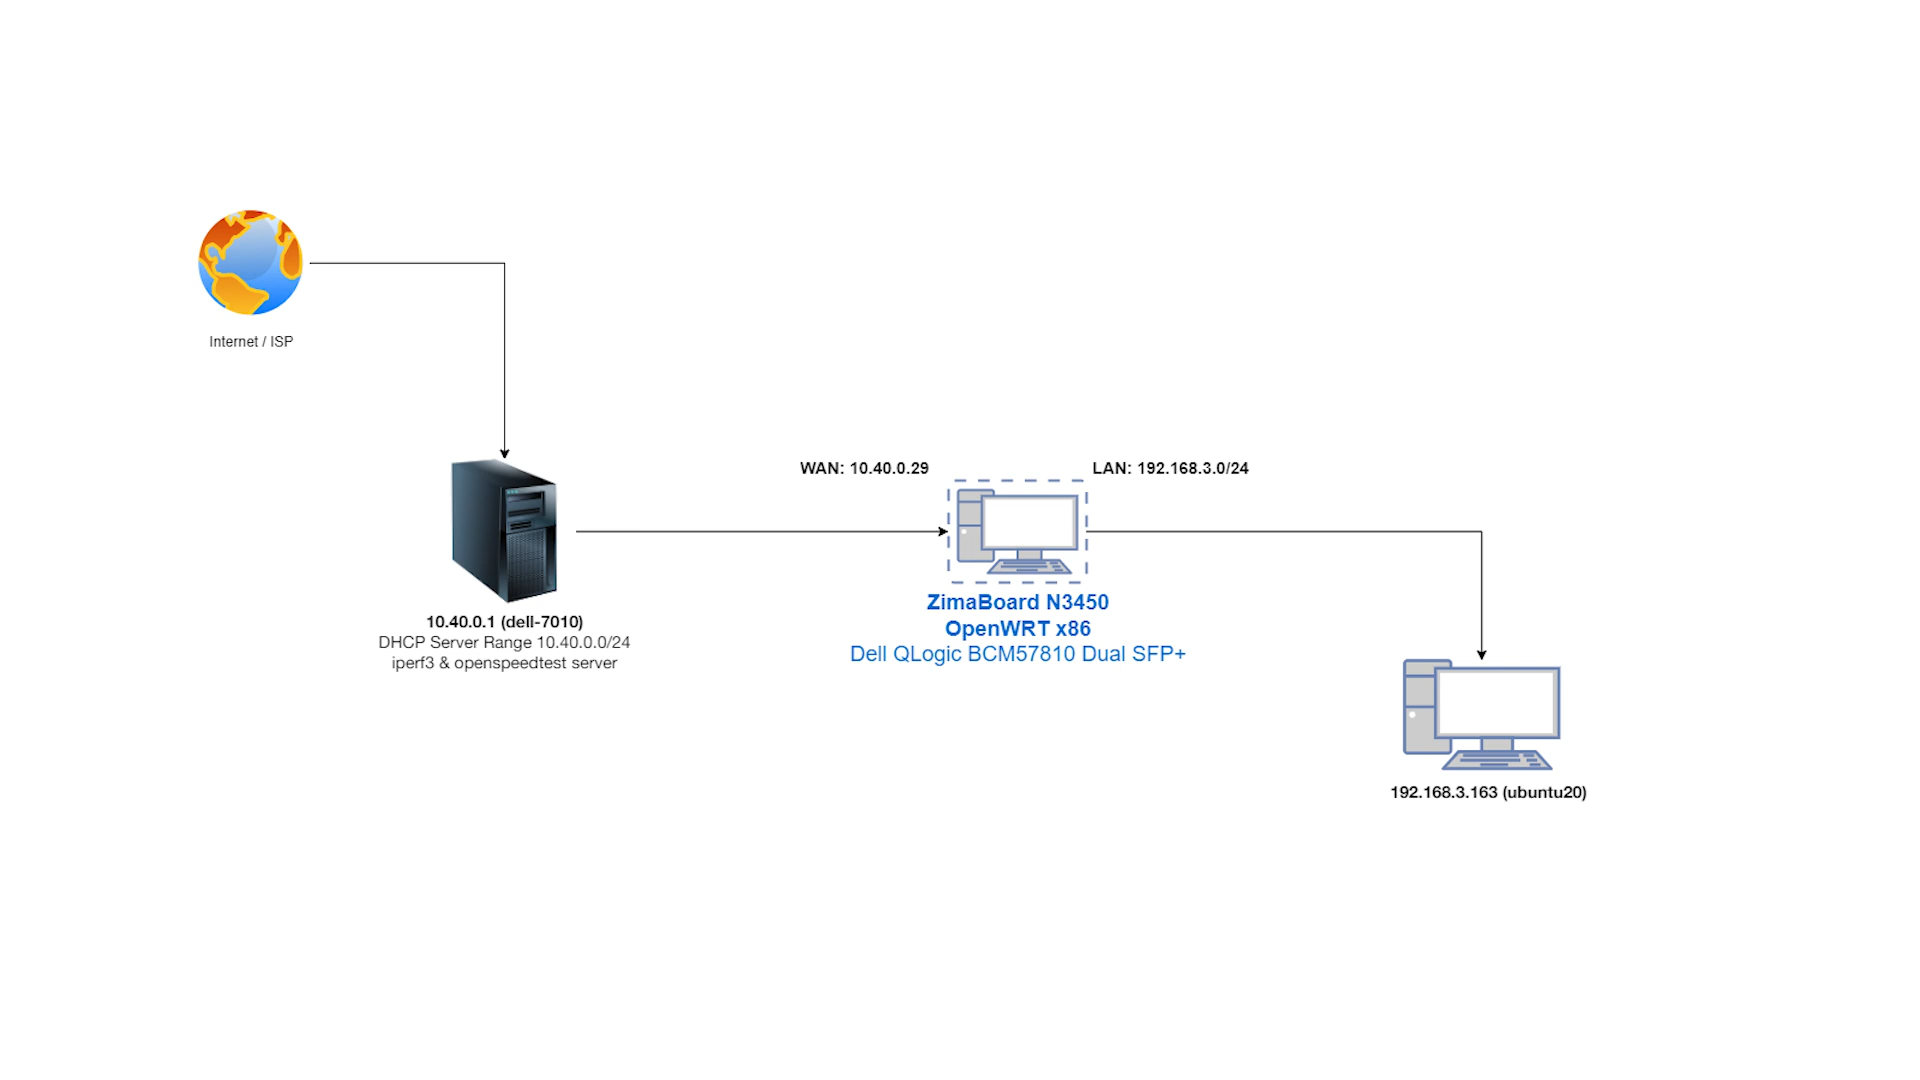 Internet / ISP
WAN: 10.40.0.29
LAN: 192.168.3.0/24
10.40.0.1 (dell-7010)
DHCP Server Range 10.40.0.0/24
iperf3 & openspeedtest server
ZimaBoard N3450
OpenWRT x86
Dell QLogic BCM57810 Dual SFP+
192.168.3.163 (ubuntu20)